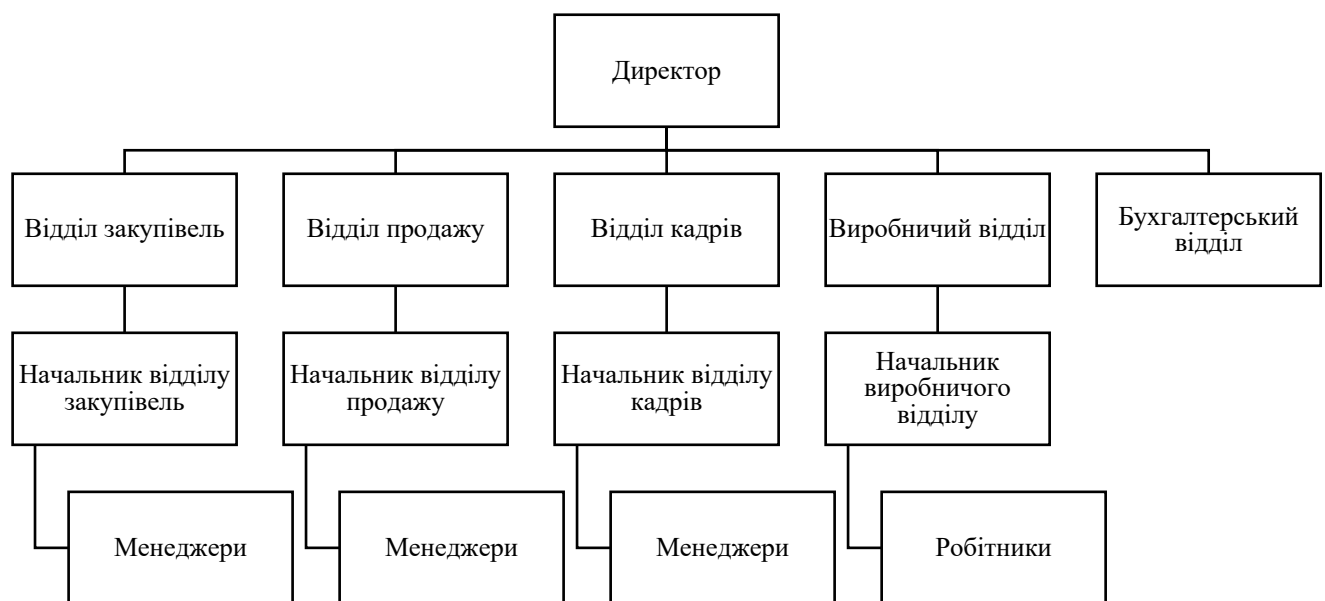 Директор
Відділ закупівель
Відділ продажу
Відділ кадрів
Виробничий відділ
Бухгалтерський
відділ
Начальник відділу
закупівель
Начальник відділу
продажу
Начальник відділу
кадрів
Начальник
виробничого
відділу
Менеджери
Менеджери
Менеджери
Робітники